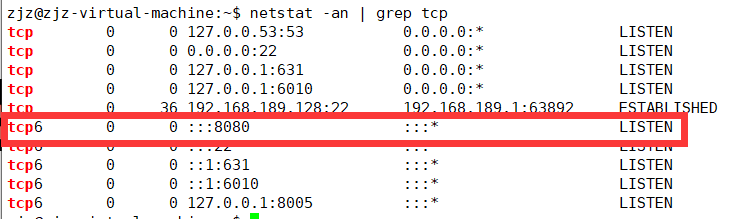 zjz@zjz-virtual-machine:~$ netstat -an | grep tcp
tcp 0 0 127.0.0.53:53 0.0.0.0:* LISTEN
tcp 0 0 0.0.0.0:22 0.0.0.0:* LISTEN
tcp 0 0 127.0.0.1:631 0.0.0.0:* LISTEN
tcp 0 0 127.0.0.1:6010 0.0.0.0:* LISTEN
tcp 0 36 192.168.189.128:22 192.168.189.1:63892 ESTABLISHED
tcp6 0 0 :::8080 :::* LISTEN
tcp6 0 0 :::22 :::* LISTEN
tcp6 0 0 ::1:631 :::* LISTEN
tcp6 0 0 ::1:6010 :::* LISTEN
tcp6 0 0 127.0.0.1:8005 :::* LISTEN
zjz@zjz-virtual-machine:~$